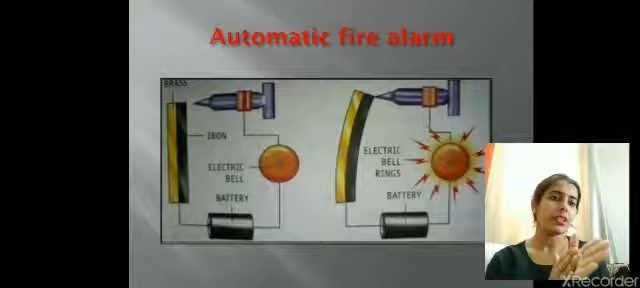 Automatic fire alarm
BRASS
IRON
ELECTRIC
BELL
BATTERY
ELECTRIC
BELL
RINGS
BATTERY
XRecorder